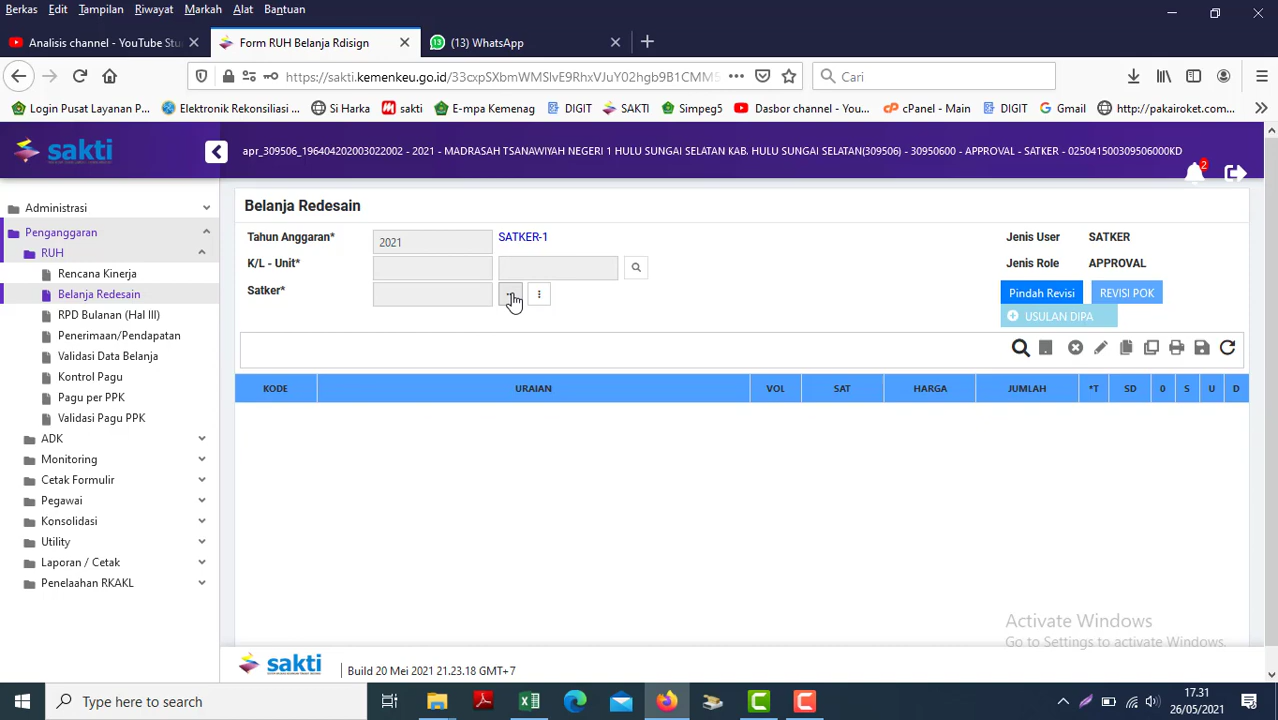 Berkas Edit Tampilan Riwayat Markah Alat Bantuan
Analisis channel - YouTube Stu
Form RUH Belanja Rdisign
(13) WhatsApp
https://sakti.kemenkeu.go.id/33cxpSXbmWMSlvE9RhxVJuY02hgb9B1CMM5
Cari
Login Pusat Layanan P...
Elektronik Rekonsiliasi ...
Si Harka
sakti
E-mpa Kemenag
DIGIT
SAKTI
Simpeg5
Dasbor channel - You...
cPanel - Main
DIGIT
Gmail
http://pakairoket.com...
sakti
apr_309506_196404202003022002 - 2021 - MADRASAH TSANAWIYAH NEGERI 1 HULU SUNGAI SELATAN KAB. HULU SUNGAI SELATAN(309506) - 30950600 - APPROVAL - SATKER - 025041500309506000KD
2
Administrasi
Penganggaran
RUH
Rencana Kinerja
Belanja Redesain
RPD Bulanan (Hal III)
Penerimaan/Pendapatan
Validasi Data Belanja
Kontrol Pagu
Pagu per PPK
Validasi Pagu PPK
ADK
Monitoring
Cetak Formulir
Pegawai
Konsolidasi
Utility
Laporan / Cetak
Penelaahan RKAKL
Belanja Redesain
Tahun Anggaran* 2021 SATKER-1
K/L - Unit*
Satker*
Jenis User SATKER
Jenis Role APPROVAL
Pindah Revisi REVISI POK
USULAN DIPA
KODE URAIAN VOL SAT HARGA JUMLAH *T SD 0 S U D
Activate Windows
Go to Settings to activate Windows.
sakti
Build 20 Mei 2021 21.23.18 GMT+7
Type here to search
17.31
26/05/2021